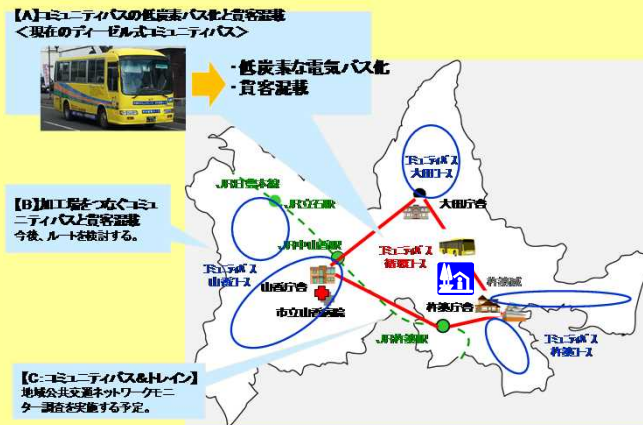 【A】コミュニティバスの低炭素バス化と貨客混載
<現在のディーゼル式コミュニティバス>
・低炭素な電気バス化
・貨客混載
コミュニティバス
大田コース
JR日豊本線
JR立石駅
大田庁舎
【B】加工場をつなぐコミュ
ニティバスと貨客混載
今後、ルートを検討する。
JR中山香駅
コミュニティバス
循環コース
コミュニティバス
山香コース
山香庁舎
市立山香病院
杵築城
杵築庁舎
JR杵築駅
コミュニティバス
杵築コース
【C:コミュニティバス&トレイン】
地域公共交通ネットワークモニ
ター調査を実施する予定。